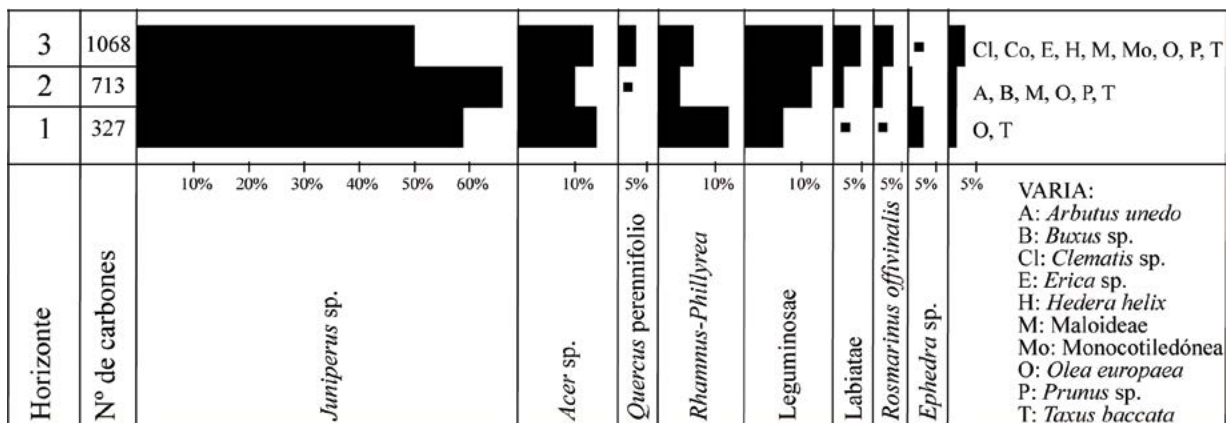 3 1068 Cl, Co, E, H, M, Mo, O, P, T
2 713 A, B, M, O, P, T
1 327 O, T
10% 20% 30% 40% 50% 60% 10% 5% 10% 10% 5% 5% 5% 5%
Horizonte
Nº de carbones
Juniperus sp.
Acer sp.
Quercus perennifolio
Rhamnus-Phillyrea
Leguminosae
Labiatae
Rosmarinus offivinalis
Ephedra sp.
VARIA:
A: Arbutus unedo
B: Buxus sp.
Cl: Clematis sp.
E: Erica sp.
H: Hedera helix
M: Maloideae
Mo: Monocotiledónea
O: Olea europaea
P: Prunus sp.
T: Taxus baccata